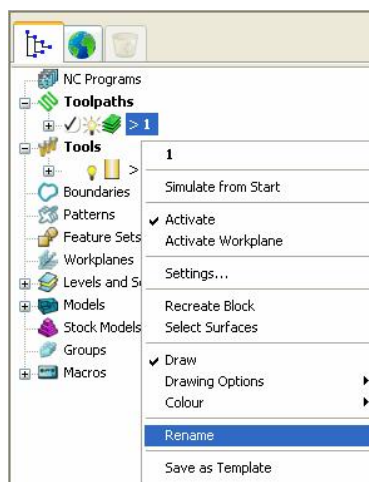 NC Programs
Toolpaths
> 1
Tools
>
Boundaries
Patterns
Feature Sets
Workplanes
Levels and S
Models
Stock Models
Groups
Macros
1
Simulate from Start
Activate
Activate Workplane
Settings...
Recreate Block
Select Surfaces
Draw
Drawing Options
Colour
Rename
Save as Template